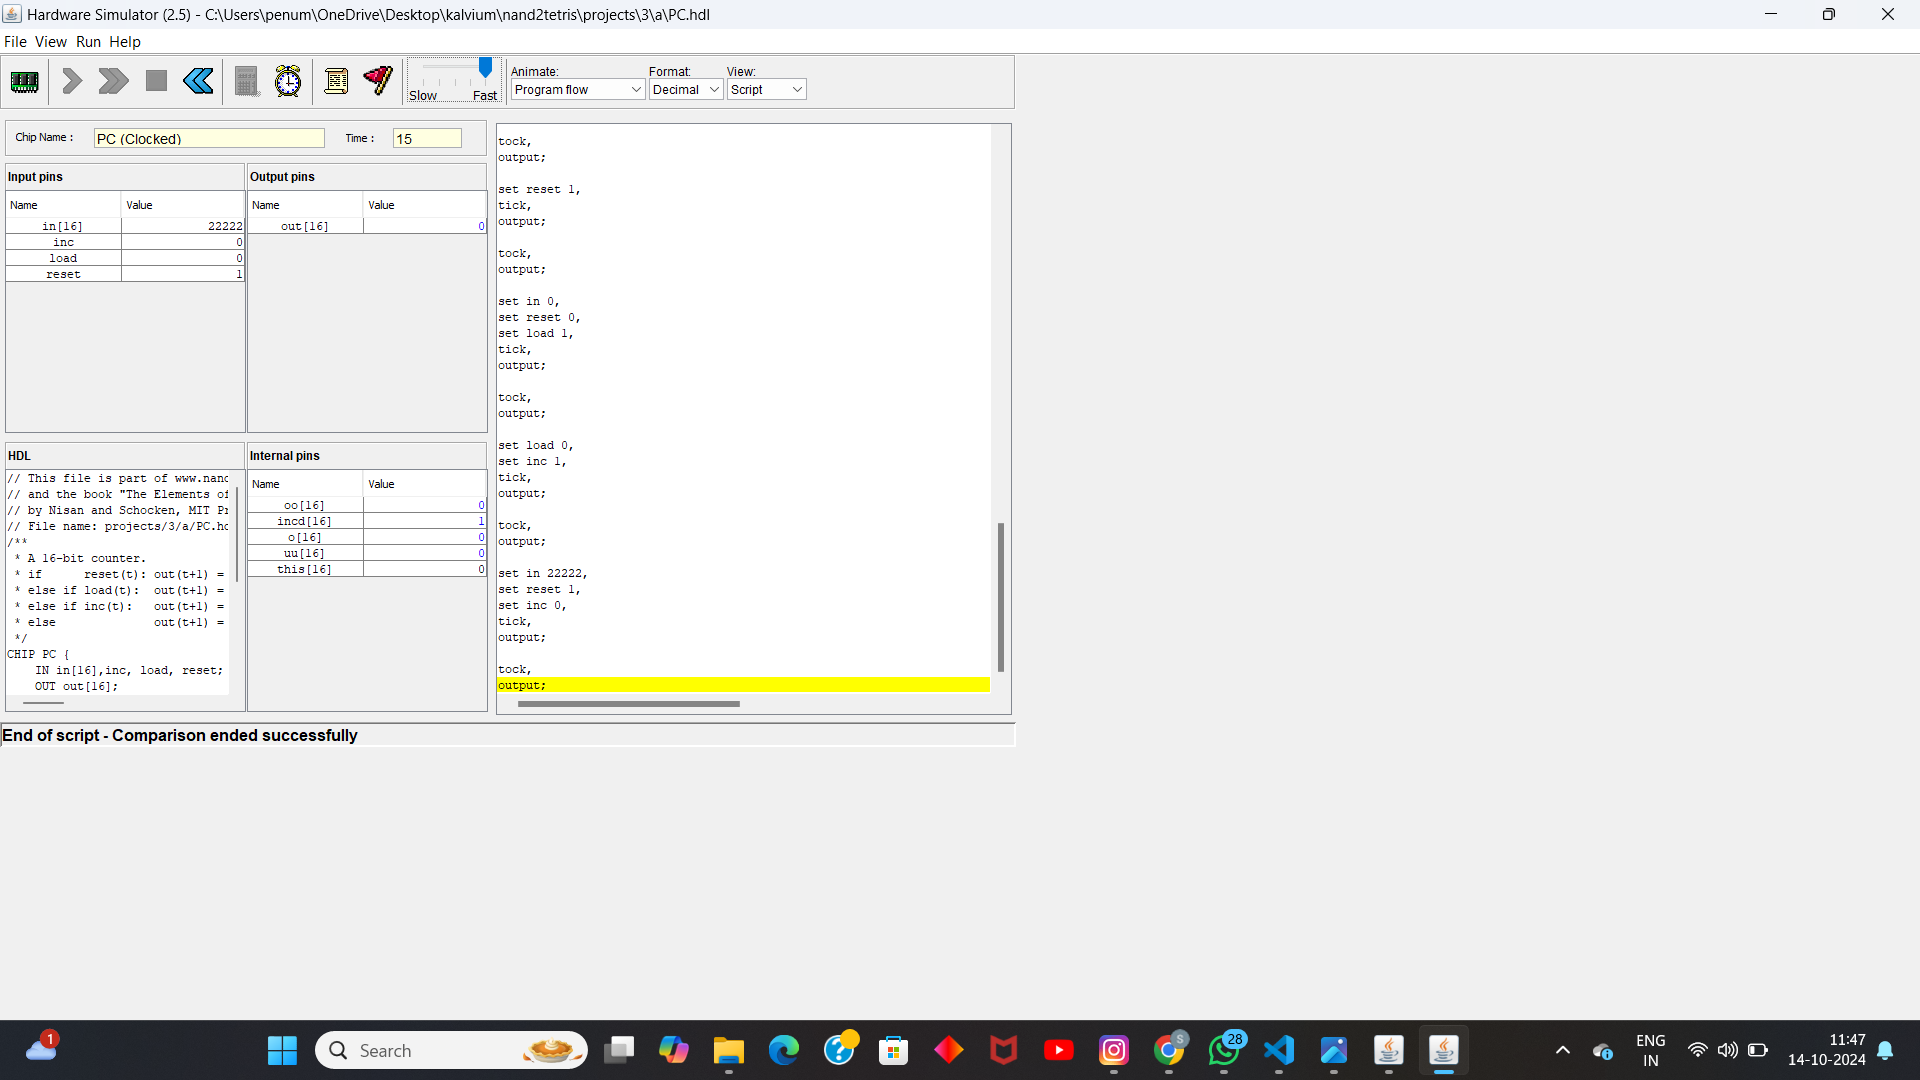 Hardware Simulator (2.5) - C:\Users\penum\OneDrive\Desktop\kalvium\nand2tetris\projects\3\a\PC.hdl
File View Run Help
Slow Fast
Animate:
Program flow
Format:
Decimal
View:
Script
Chip Name :
PC (Clocked)
Time :
15
Input pins
Name Value
in[16] 22222
inc 0
load 0
reset 1
Output pins
Name Value
out[16] 0
HDL
// This file is part of www.nand
// and the book "The Elements of
// by Nisan and Schocken, MIT Pr
// File name: projects/3/a/PC.hd
/**
* A 16-bit counter.
* if reset(t): out(t+1) =
* else if load(t): out(t+1) =
* else if inc(t): out(t+1) =
* else out(t+1) =
*/
CHIP PC {
IN in[16],inc, load, reset;
OUT out[16];
Internal pins
Name Value
oo[16] 0
incd[16] 1
o[16] 0
uu[16] 0
this[16] 0
tock,
output;
set reset 1,
tick,
output;
tock,
output;
set in 0,
set reset 0,
set load 1,
tick,
output;
tock,
output;
set load 0,
set inc 1,
tick,
output;
tock,
output;
set in 22222,
set reset 1,
set inc 0,
tick,
output;
tock,
output;
End of script - Comparison ended successfully
1
Search
S
28
ENG
IN
11:47
14-10-2024